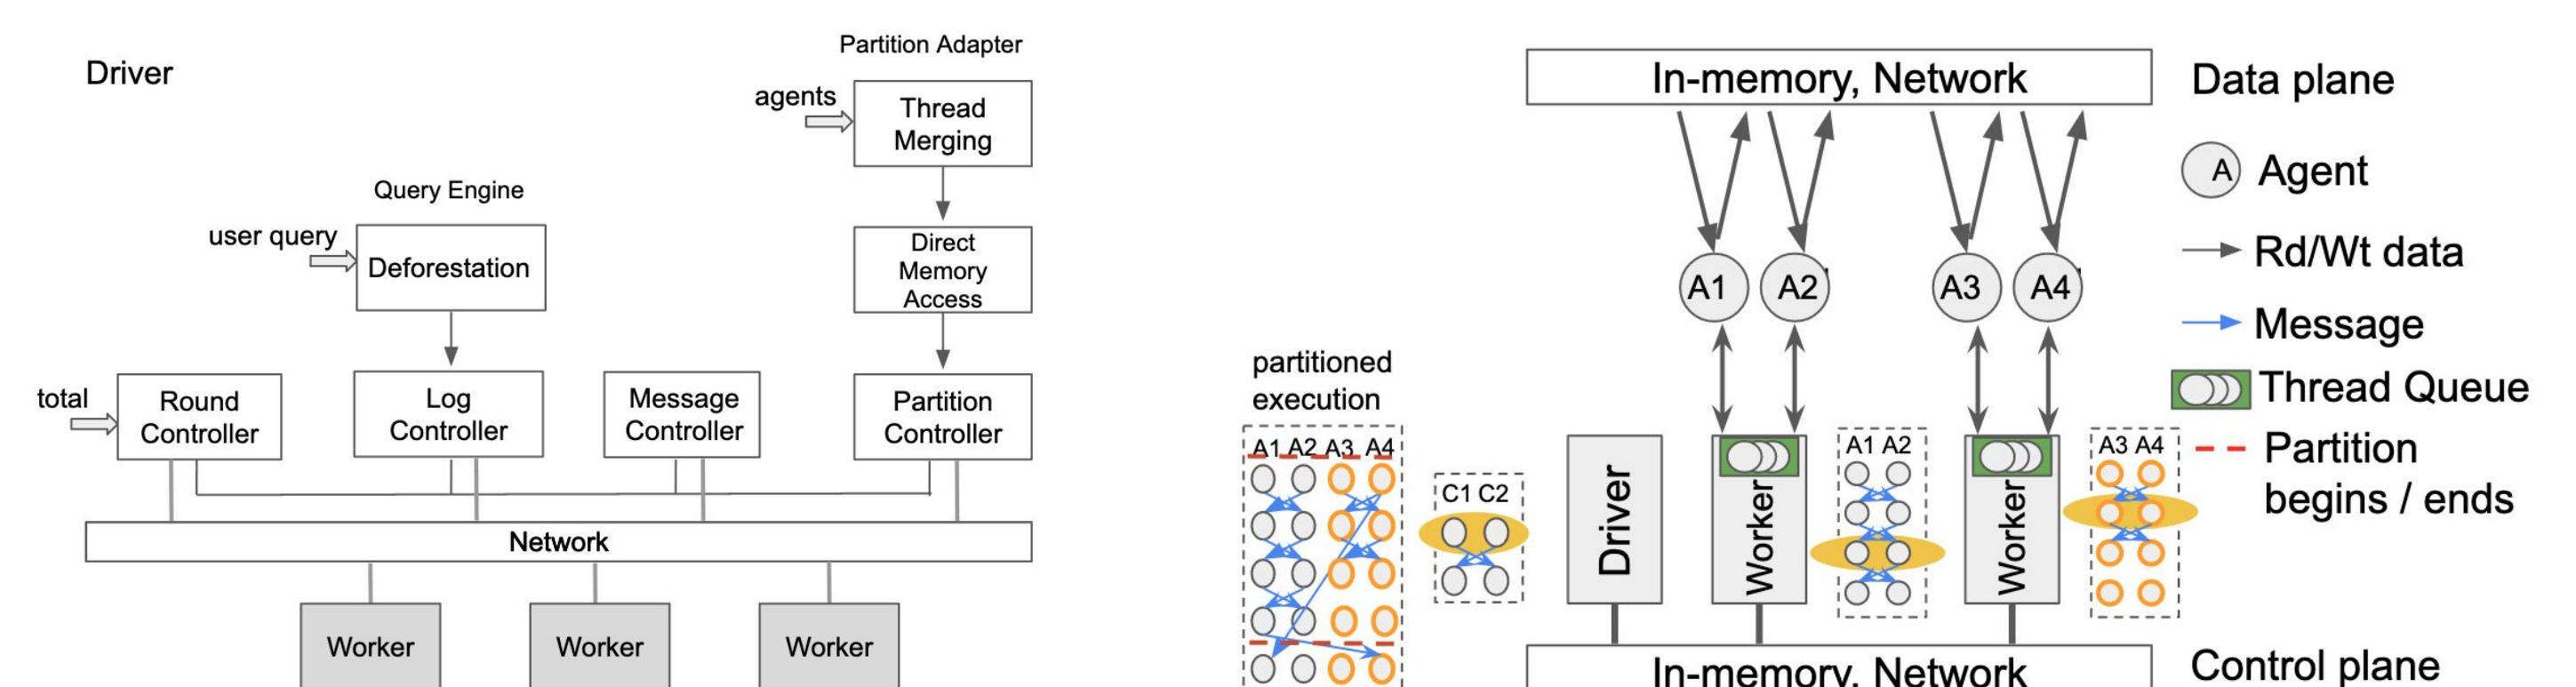 Driver
Partition Adapter
agents
Thread
Merging
Query Engine
user query
Deforestation
Direct
Memory
Access
total
Round
Controller
Log
Controller
Message
Controller
Partition
Controller
Network
Worker
Worker
Worker
In-memory, Network
Data plane
A
Agent
Rd/Wt data
A1
A2
A3
A4
Message
partitioned
execution
Thread Queue
A1 A2 A3 A4
C1 C2
Driver
Worker
A1 A2
Worker
A3 A4
Partition
begins / ends
In-memory, Network
Control plane